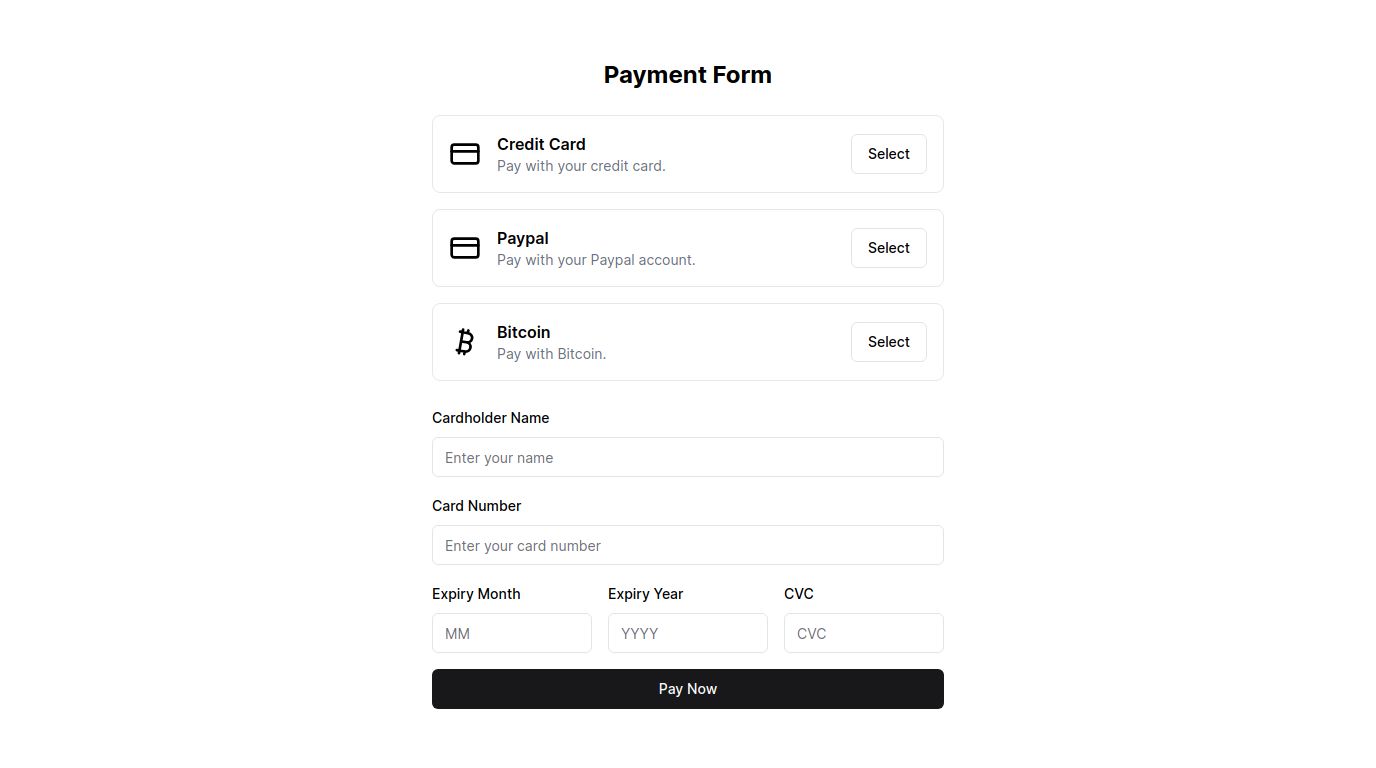 Payment Form
Credit Card
Pay with your credit card.
Select
Paypal
Pay with your Paypal account.
Select
Bitcoin
Pay with Bitcoin.
Select
Cardholder Name
Enter your name
Card Number
Enter your card number
Expiry Month Expiry Year CVC
MM YYYY CVC
Pay Now